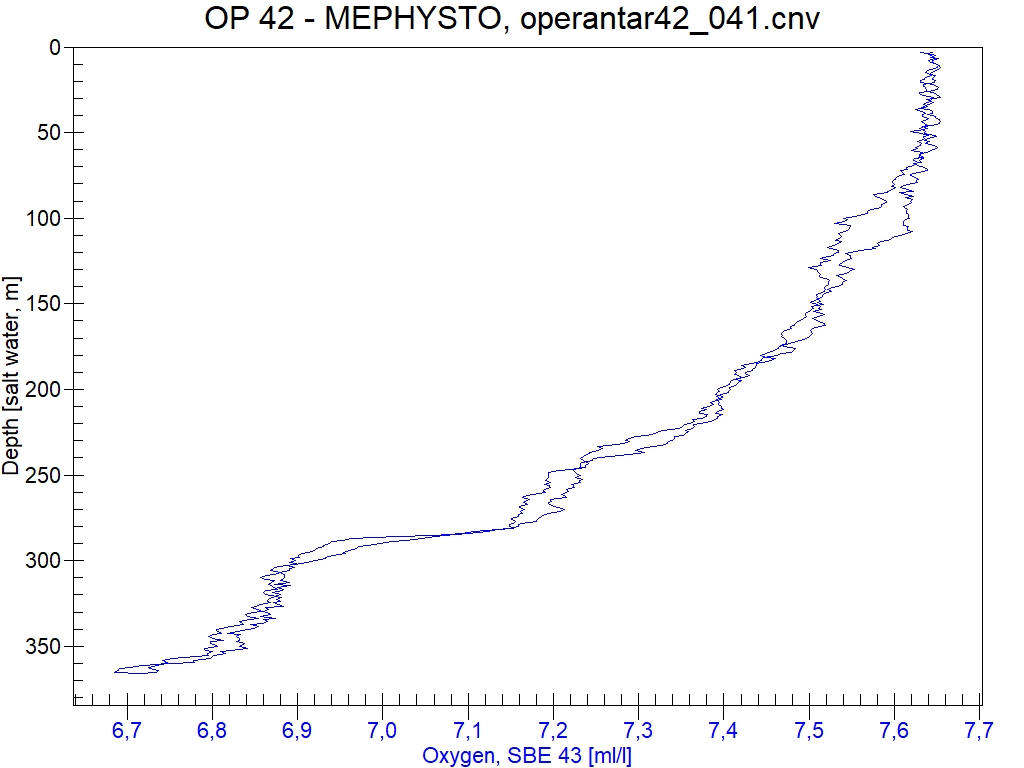 OP 42 - MEPHYSTO, operantar42_041.cnv
0
50
100
150
200
250
300
350
Depth [salt water, m]
6,7 6,8 6,9 7,0 7,1 7,2 7,3 7,4 7,5 7,6 7,7
Oxygen, SBE 43 [ml/l]